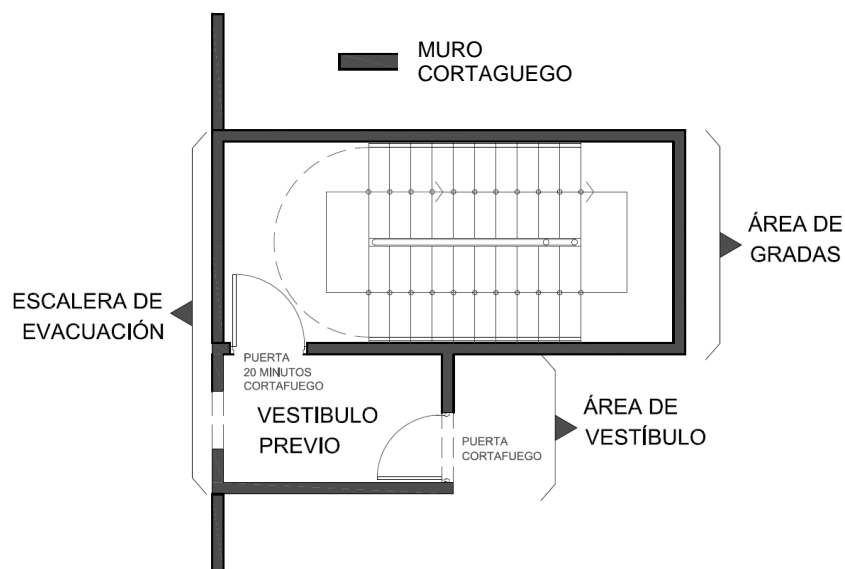 MURO
CORTAGUEGO
ÁREA DE
GRADAS
ESCALERA DE
EVACUACIÓN
PUERTA
20 MINUTOS
CORTAFUEGO
VESTIBULO
PREVIO
PUERTA
CORTAFUEGO
ÁREA DE
VESTÍBULO